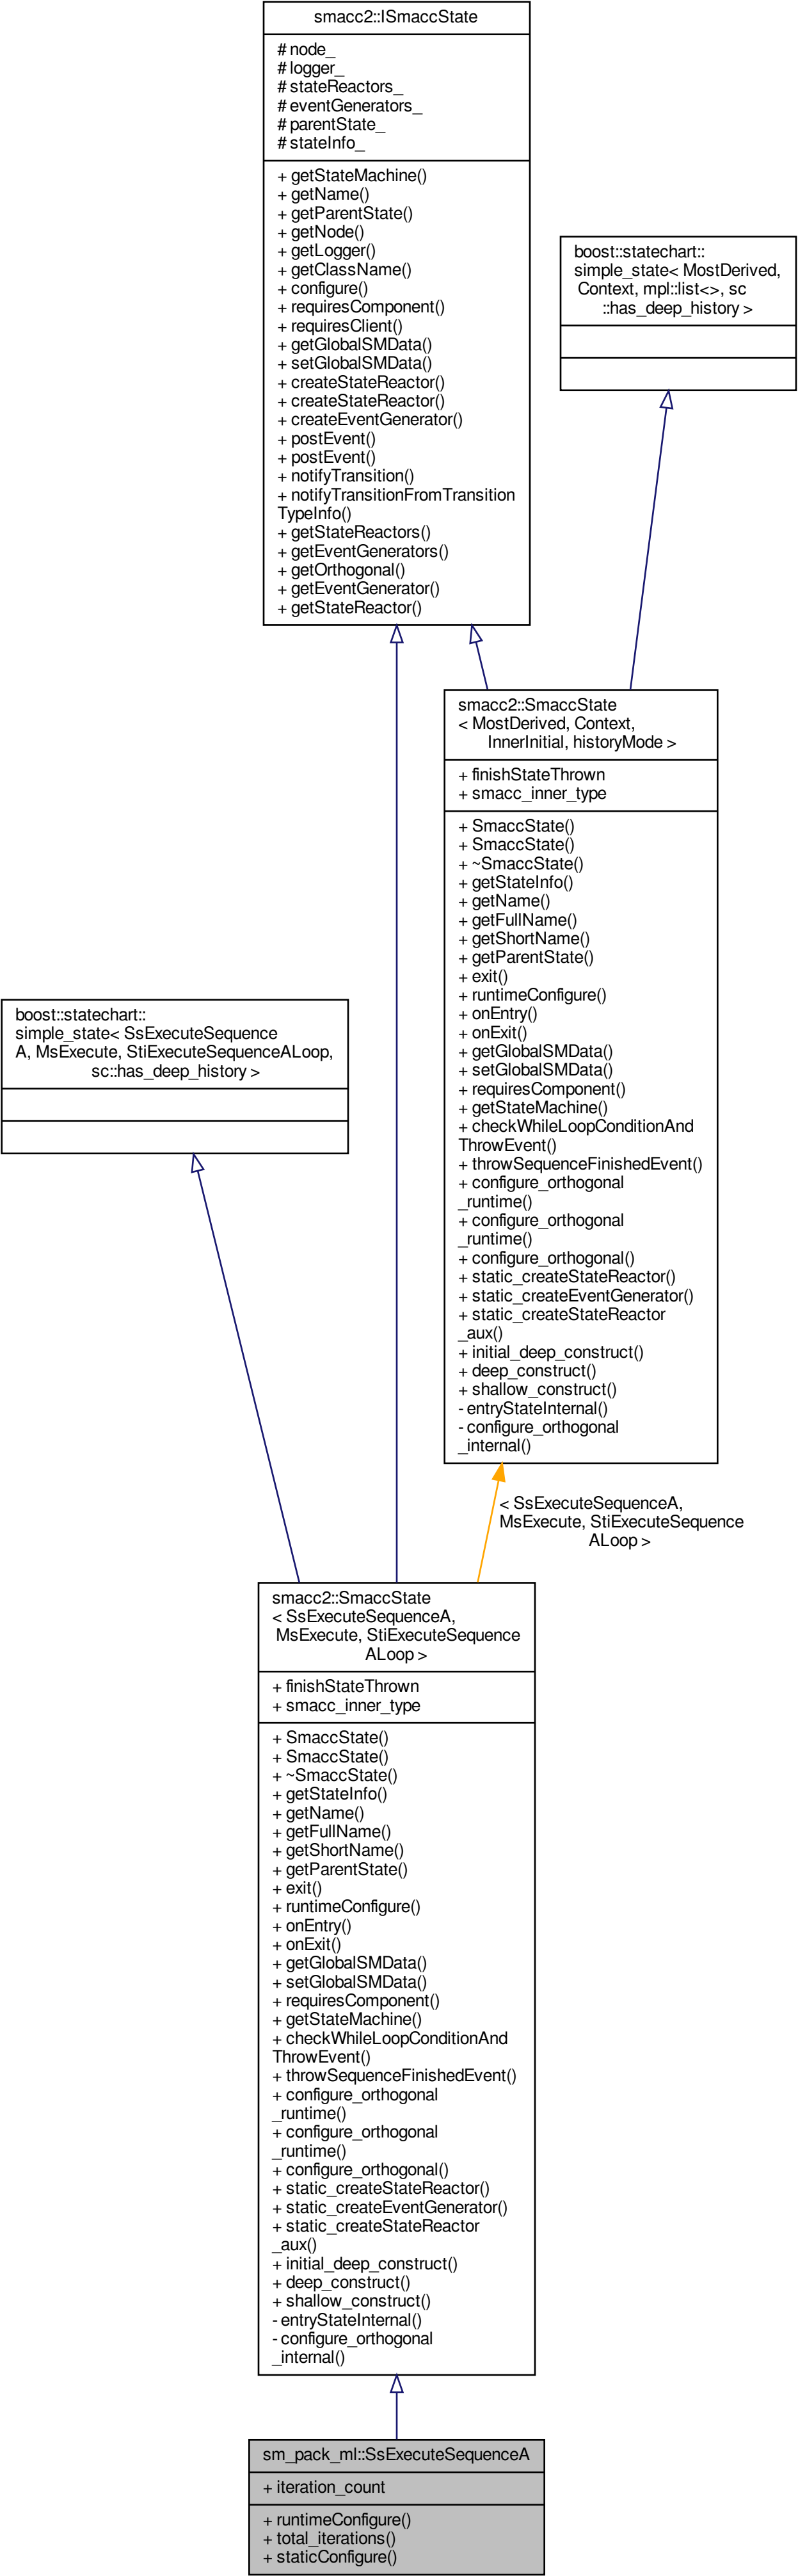 smacc2::ISmaccState
# node_
# logger_
# stateReactors_
# eventGenerators_
# parentState_
# stateInfo_
+ getStateMachine()
+ getName()
+ getParentState()
+ getNode()
+ getLogger()
+ getClassName()
+ configure()
+ requiresComponent()
+ requiresClient()
+ getGlobalSMData()
+ setGlobalSMData()
+ createStateReactor()
+ createStateReactor()
+ createEventGenerator()
+ postEvent()
+ postEvent()
+ notifyTransition()
+ notifyTransitionFromTransition
TypeInfo()
+ getStateReactors()
+ getEventGenerators()
+ getOrthogonal()
+ getEventGenerator()
+ getStateReactor()
boost::statechart::
simple_state< MostDerived,
Context, mpl::list<>, sc
::has_deep_history >
smacc2::SmaccState
< MostDerived, Context,
InnerInitial, historyMode >
+ finishStateThrown
+ smacc_inner_type
+ SmaccState()
+ SmaccState()
+ ~SmaccState()
+ getStateInfo()
+ getName()
+ getFullName()
+ getShortName()
+ getParentState()
+ exit()
+ runtimeConfigure()
+ onEntry()
+ onExit()
+ getGlobalSMData()
+ setGlobalSMData()
+ requiresComponent()
+ getStateMachine()
+ checkWhileLoopConditionAnd
ThrowEvent()
+ throwSequenceFinishedEvent()
+ configure_orthogonal
_runtime()
+ configure_orthogonal
_runtime()
+ configure_orthogonal()
+ static_createStateReactor()
+ static_createEventGenerator()
+ static_createStateReactor
_aux()
+ initial_deep_construct()
+ deep_construct()
+ shallow_construct()
- entryStateInternal()
- configure_orthogonal
_internal()
boost::statechart::
simple_state< SsExecuteSequence
A, MsExecute, StiExecuteSequenceALoop,
sc::has_deep_history >
< SsExecuteSequenceA,
MsExecute, StiExecuteSequence
ALoop >
smacc2::SmaccState
< SsExecuteSequenceA,
MsExecute, StiExecuteSequence
ALoop >
+ finishStateThrown
+ smacc_inner_type
+ SmaccState()
+ SmaccState()
+ ~SmaccState()
+ getStateInfo()
+ getName()
+ getFullName()
+ getShortName()
+ getParentState()
+ exit()
+ runtimeConfigure()
+ onEntry()
+ onExit()
+ getGlobalSMData()
+ setGlobalSMData()
+ requiresComponent()
+ getStateMachine()
+ checkWhileLoopConditionAnd
ThrowEvent()
+ throwSequenceFinishedEvent()
+ configure_orthogonal
_runtime()
+ configure_orthogonal
_runtime()
+ configure_orthogonal()
+ static_createStateReactor()
+ static_createEventGenerator()
+ static_createStateReactor
_aux()
+ initial_deep_construct()
+ deep_construct()
+ shallow_construct()
- entryStateInternal()
- configure_orthogonal
_internal()
sm_pack_ml::SsExecuteSequenceA
+ iteration_count
+ runtimeConfigure()
+ total_iterations()
+ staticConfigure()